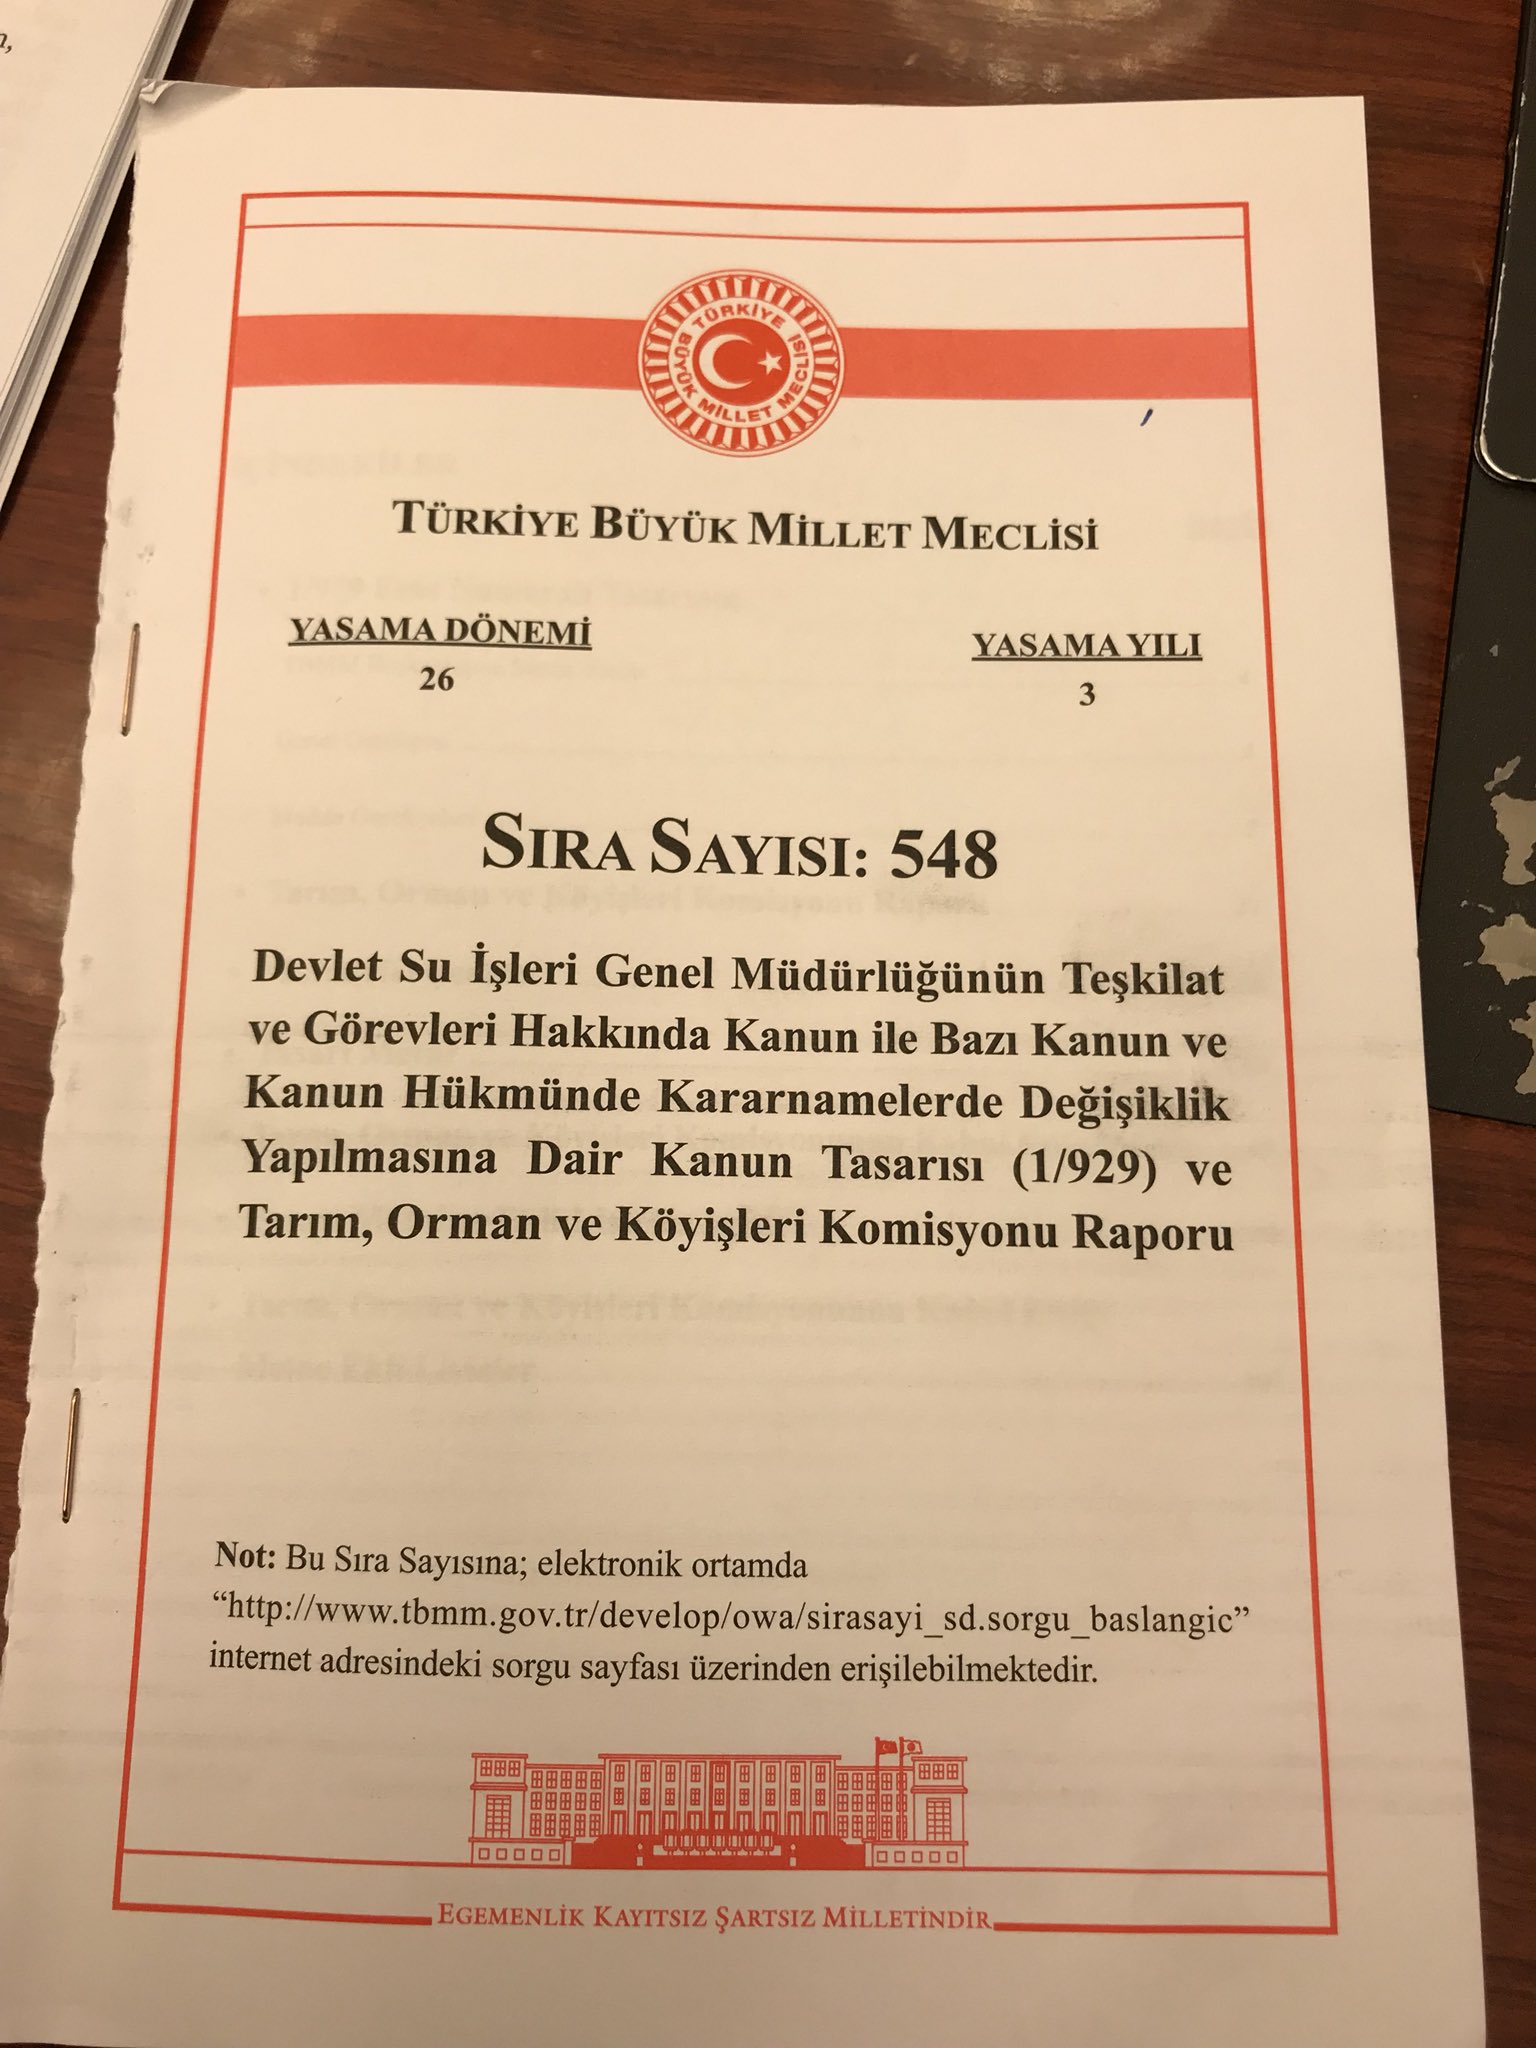 TÜRKİYE
BÜYÜK MİLLET MECLİSİ
TÜRKİYE BÜYÜK MİLLET MECLİSİ
YASAMA DÖNEMİ
26
YASAMA YILI
3
SIRA SAYISI: 548
Devlet Su İşleri Genel Müdürlüğünün Teşkilat
ve Görevleri Hakkında Kanun ile Bazı Kanun ve
Kanun Hükmünde Kararnamelerde Değişiklik
Yapılmasına Dair Kanun Tasarısı (1/929) ve
Tarım, Orman ve Köyişleri Komisyonu Raporu
Not: Bu Sıra Sayısına; elektronik ortamda
“http://www.tbmm.gov.tr/develop/owa/sirasayi_sd.sorgu_baslangic”
internet adresindeki sorgu sayfası üzerinden erişilebilmektedir.
EGEMENLİK KAYITSIZ ŞARTSIZ MİLLETİNDİR